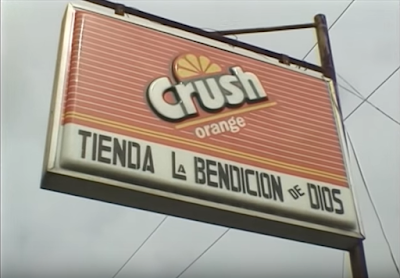 Crush
orange
TIENDA LA BENDICION DE DIOS